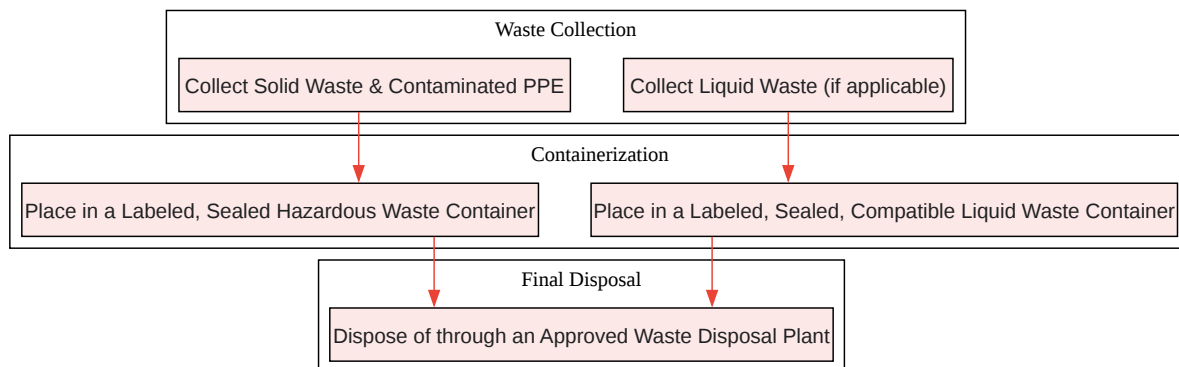 Waste Collection
Collect Solid Waste & Contaminated PPE
Collect Liquid Waste (if applicable)
Containerization
Place in a Labeled, Sealed Hazardous Waste Container
Place in a Labeled, Sealed, Compatible Liquid Waste Container
Final Disposal
Dispose of through an Approved Waste Disposal Plant